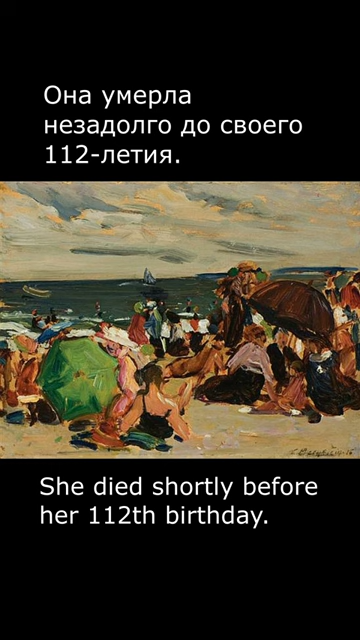 Она умерла
незадолго до своего
112-летия.
She died shortly before
her 112th birthday.